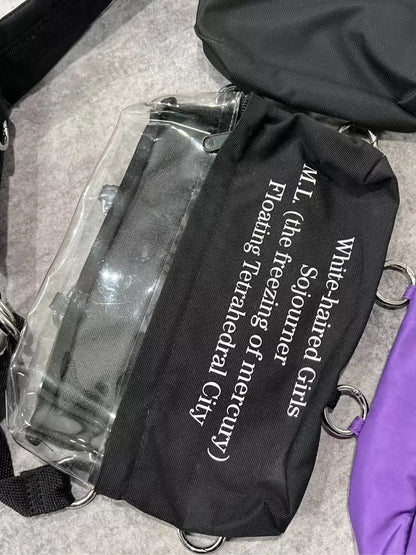 White-haired Girls
Sojourner
M.L. (the freezing of mercury)
Floating Tetrahedral City